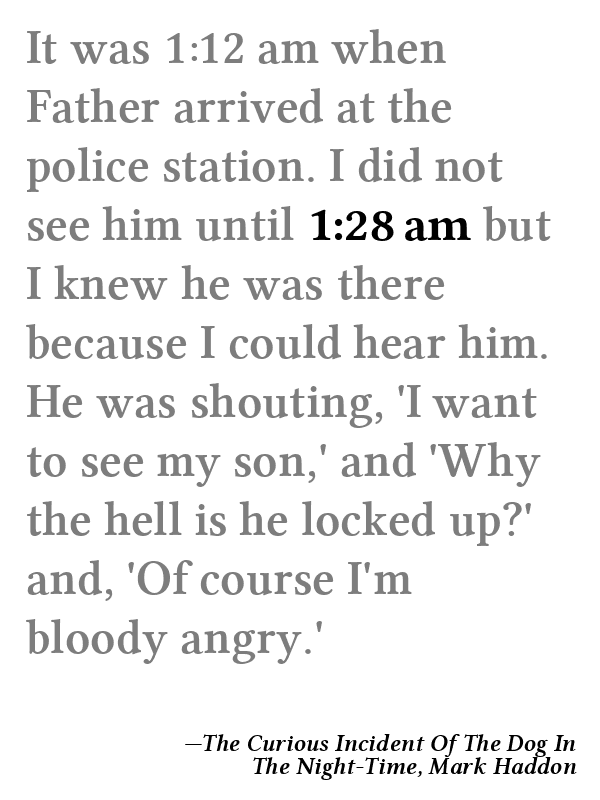 It was 1:12 am when
Father arrived at the
police station. I did not
see him until 1:28 am but
I knew he was there
because I could hear him.
He was shouting, 'I want
to see my son,' and 'Why
the hell is he locked up?'
and, 'Of course I'm
bloody angry.'
—The Curious Incident Of The Dog In
The Night-Time, Mark Haddon